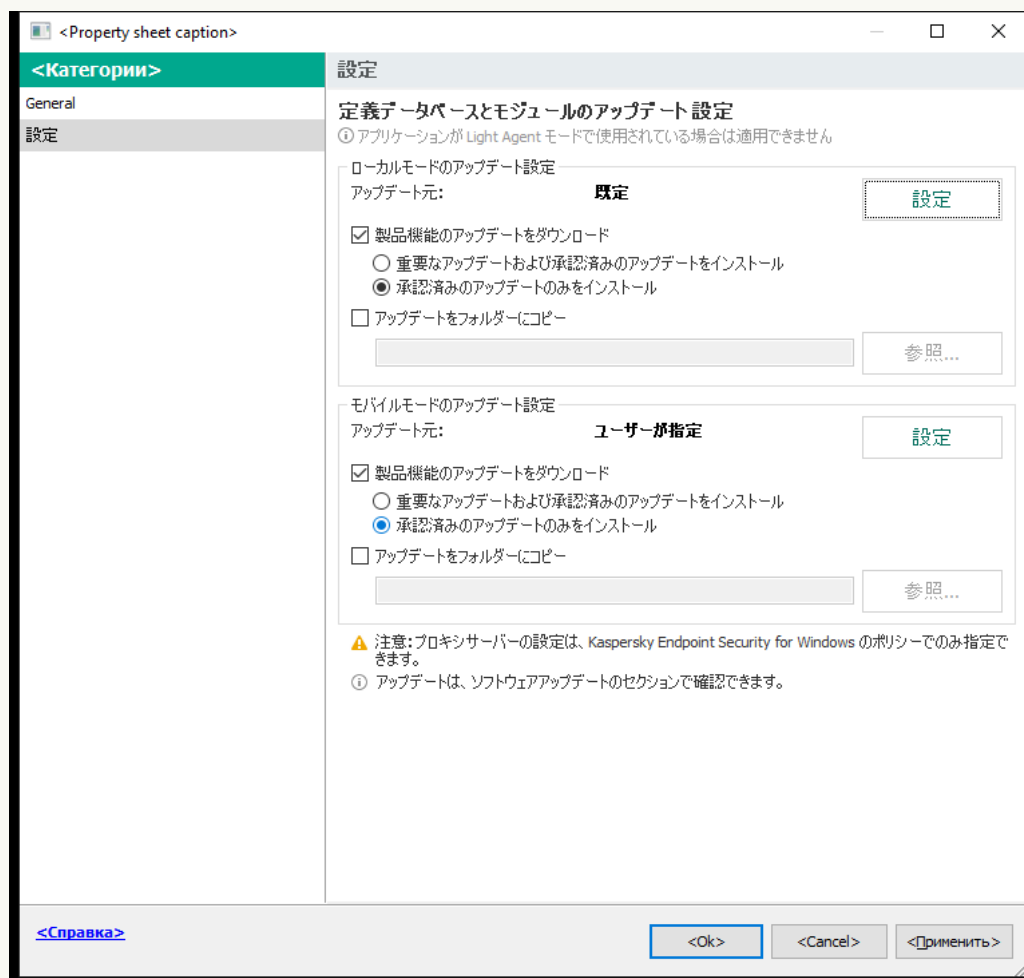 <Property sheet caption>
<Категории>
General
設定
設定
定義データベースとモジュールのアップデート設定
アプリケーションが Light Agent モードで使用されている場合は適用できません
ローカルモードのアップデート設定
アップデート元: 既定
設定
製品機能のアップデートをダウンロード
重要なアップデートおよび承認済みのアップデートをインストール
承認済みのアップデートのみをインストール
アップデートをフォルダーにコピー
参照...
モバイルモードのアップデート設定
アップデート元: ユーザーが指定
設定
製品機能のアップデートをダウンロード
重要なアップデートおよび承認済みのアップデートをインストール
承認済みのアップデートのみをインストール
アップデートをフォルダーにコピー
参照...
注意:プロキシサーバーの設定は、Kaspersky Endpoint Security for Windows のポリシーでのみ指定で
きます。
アップデートは、ソフトウェアアップデートのセクションで確認できます。
<Справка>
<Ok> <Cancel> <Применить>